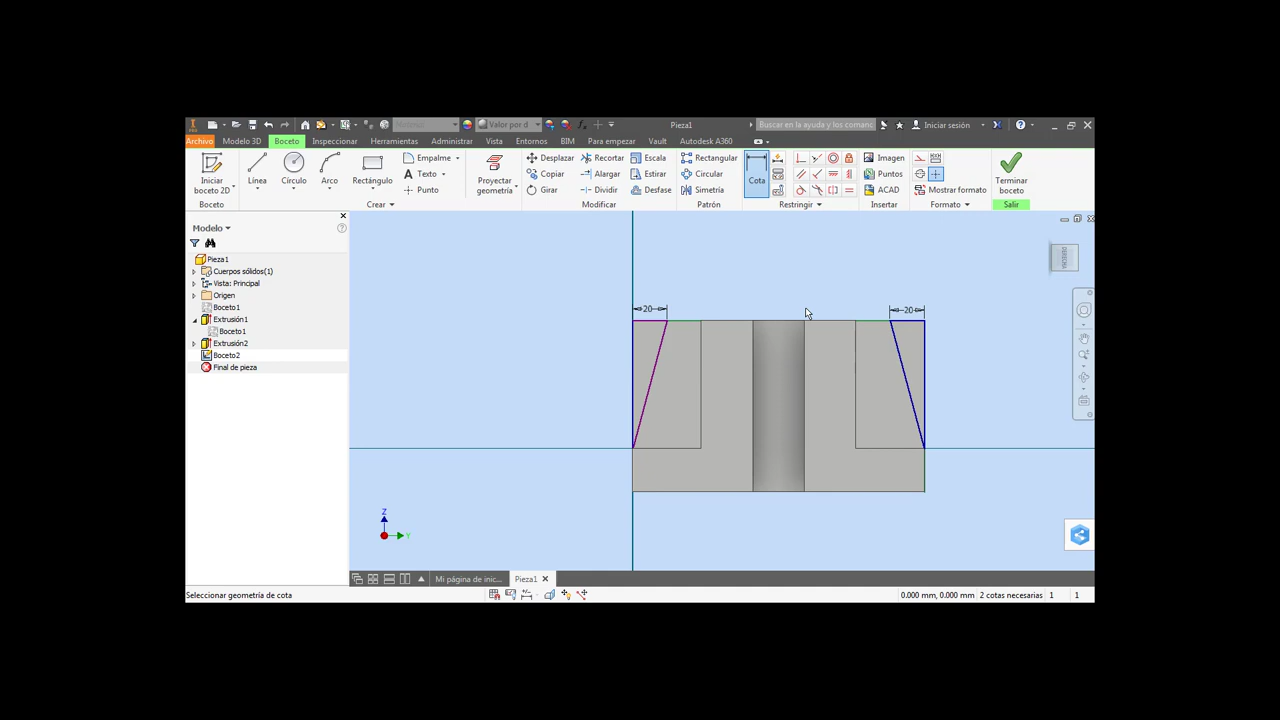 Pieza1
Buscar en la ayuda y los comanc
Iniciar sesión
Archivo Modelo 3D Boceto Inspeccionar Herramientas Administrar Vista Entornos BIM Para empezar Vault Autodesk A360
Valor por d
Iniciar boceto 2D
Línea
Círculo
Arco
Rectángulo
Empalme
Texto
Punto
Proyectar geometría
Desplazar
Copiar
Girar
Recortar
Alargar
Dividir
Escala
Estirar
Desfase
Rectangular
Circular
Simetría
Cota
Imagen
Puntos
ACAD
Mostrar formato
Terminar boceto
Boceto Crear Modificar Patrón Restringir Insertar Formato Salir
Modelo
Pieza1
Cuerpos sólidos(1)
Vista: Principal
Origen
Boceto1
Extrusión1
Boceto1
Extrusión2
Boceto2
Final de pieza
20
20
DERECHA
Z
Y
Mi página de inic...
Pieza1
Seleccionar geometría de cota
0.000 mm, 0.000 mm 2 cotas necesarias 1 1